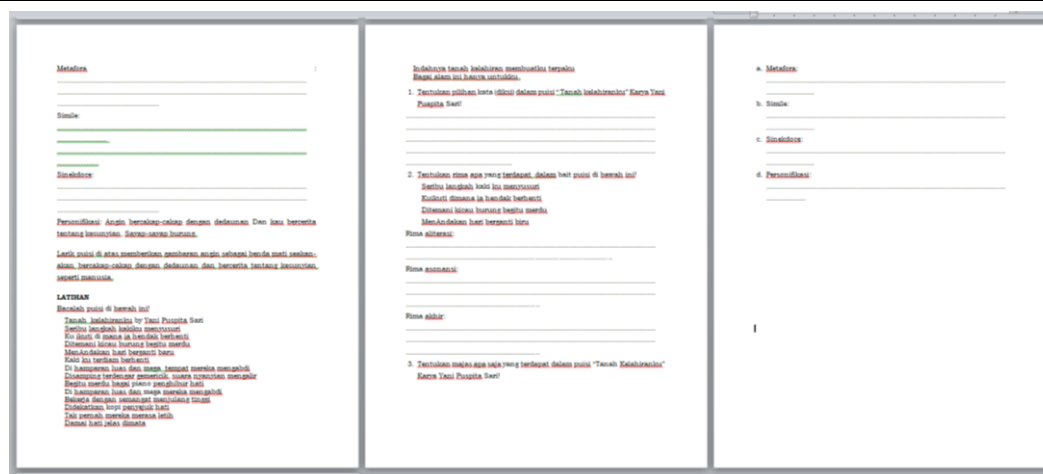 Metafora :
Simile:
Sinekdoce:
Personifikasi: Angin bercakap-cakap dengan dedaunan Dan kau bercerita
tentang kesunyian. Sayap-sayap burung.
Larik puisi di atas memberikan gambaran angin sebagai benda mati seakan-
akan bercakap-cakap dengan dedaunan dan bercerita tentang kesunyian
seperti manusia.
LATIHAN
Bacalah puisi di bawah ini!
Tanah kelahiranku by Yani Puspita Sari
Seribu langkah kakiku menyusuri
Ku ikuti di mana ia hendak berhenti
Ditemani kicau burung begitu merdu
MenAndakan hari berganti baru
Kaki ku terdiam berhenti
Di hamparan luas dan mega tempat mereka mengabdi
Disamping terdengar gemericik, suara nyanyian mengalir
Begitu merdu bagai piano penghibur hati
Di hamparan luas dan mega mereka mengabdi
Bekerja dengan semangat menjulang tinggi
Didekatkan kopi penyejuk hati
Tak pernah mereka merasa letih
Damai hati jelas dimata
Indahnya tanah kelahiran membuatku terpaku
Bagai alam ini hanya untukku.
1. Tentukan pilihan kata (diksi) dalam puisi "Tanah kelahiranku" Karya Yani
Puspita Sari!
2. Tentukan rima apa yang terdapat dalam bait puisi di bawah ini!
Seribu langkah kaki ku menyusuri
Kuikuti dimana ia hendak berhenti
Ditemani kicau burung begitu merdu
MenAndakan hari berganti biru
Rima aliterasi:
Rima asonansi:
Rima akhir:
3. Tentukan majas apa saja yang terdapat dalam puisi "Tanah Kelahiranku"
Karya Yani Puspita Sari!
a. Metafora:
b. Simile:
c. Sinekdoce:
d. Personifikasi: